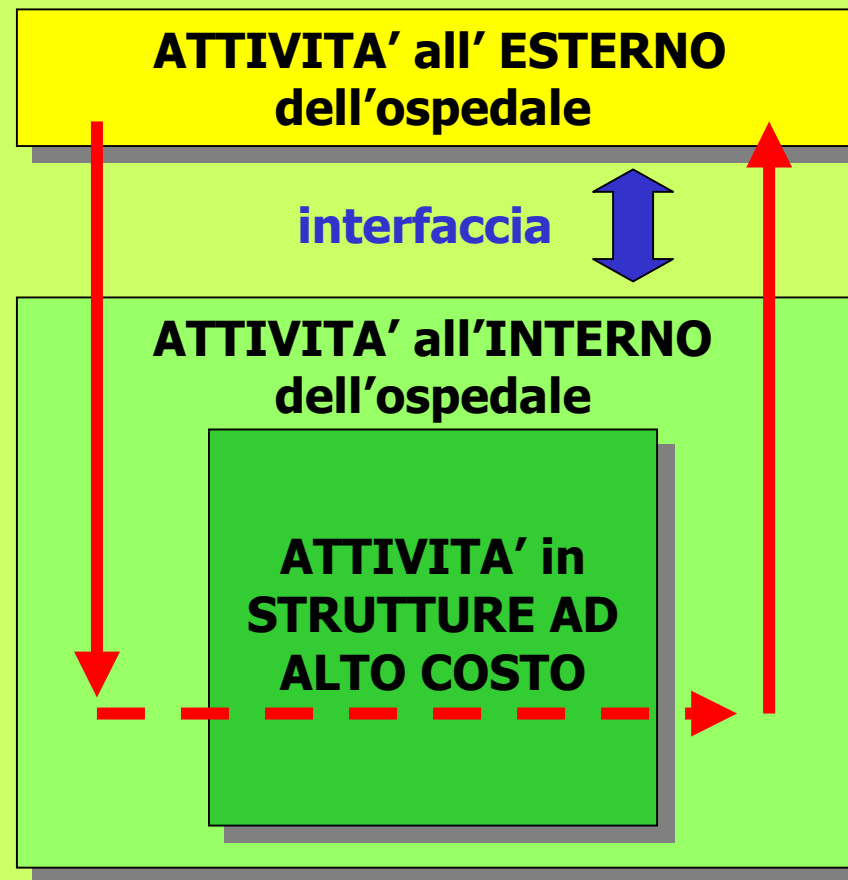 ATTIVITA’ all’ ESTERNO
dell’ospedale
interfaccia
ATTIVITA’ all'INTERNO
dell’ospedale
ATTIVITA’ in
STRUTTURE AD
ALTO COSTO